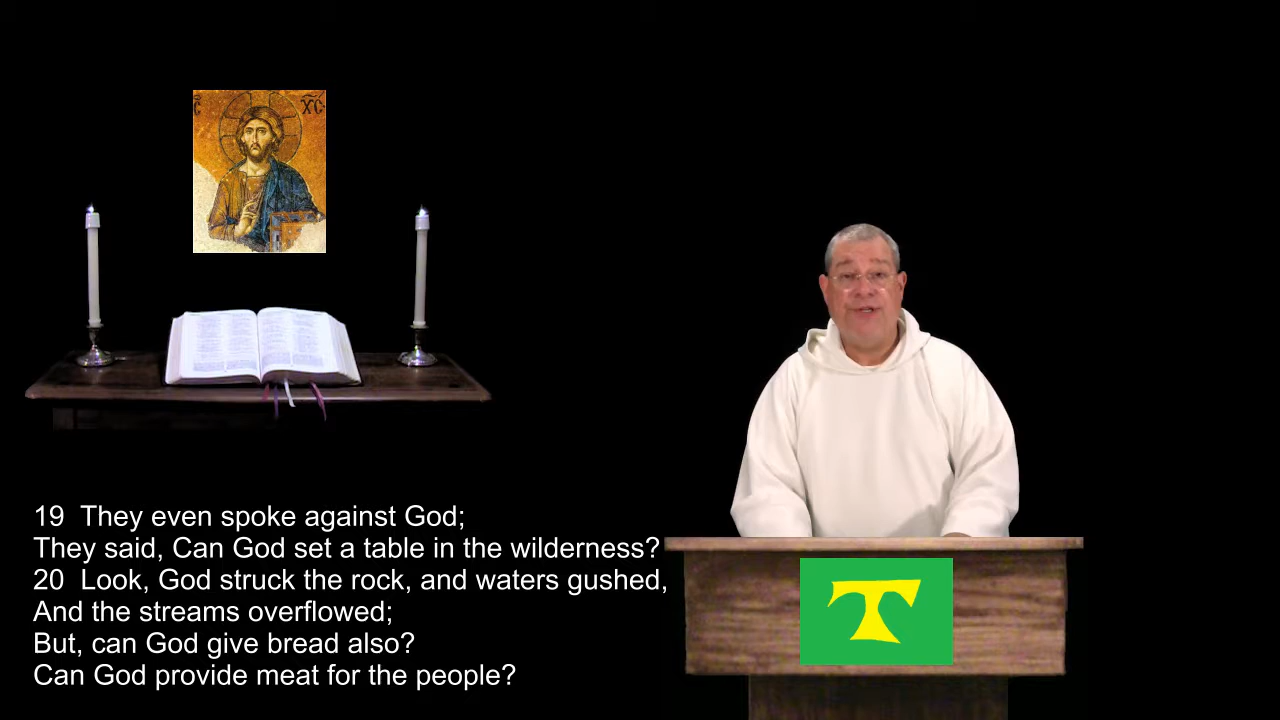 XC
19 They even spoke against God;
They said, Can God set a table in the wilderness?
20 Look, God struck the rock, and waters gushed,
And the streams overflowed;
But, can God give bread also?
Can God provide meat for the people?
T